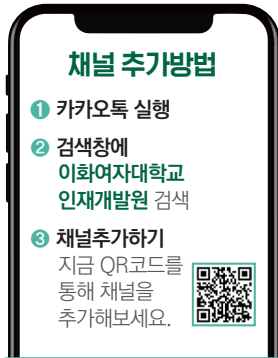 채널 추가방법
❶ 카카오톡 실행
❷ 검색창에
이화여자대학교
인재개발원 검색
❸ 채널추가하기
지금 QR코드를
통해 채널을
추가해보세요.